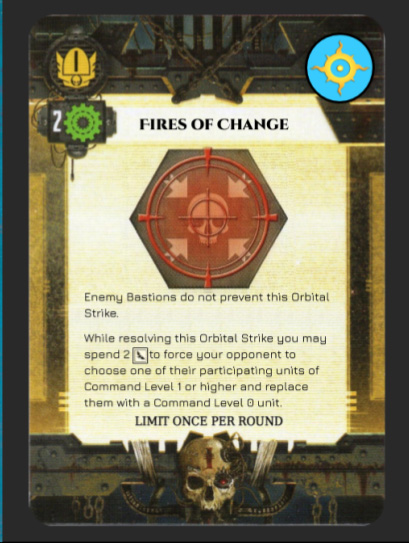 I
2
FIRES OF CHANGE
Enemy Bastions do not prevent this Orbital
Strike.
While resolving this Orbital Strike you may
spend 2 to force your opponent to
choose one of their participating units of
Command Level 1 or higher and replace
them with a Command Level 0 unit.
LIMIT ONCE PER ROUND